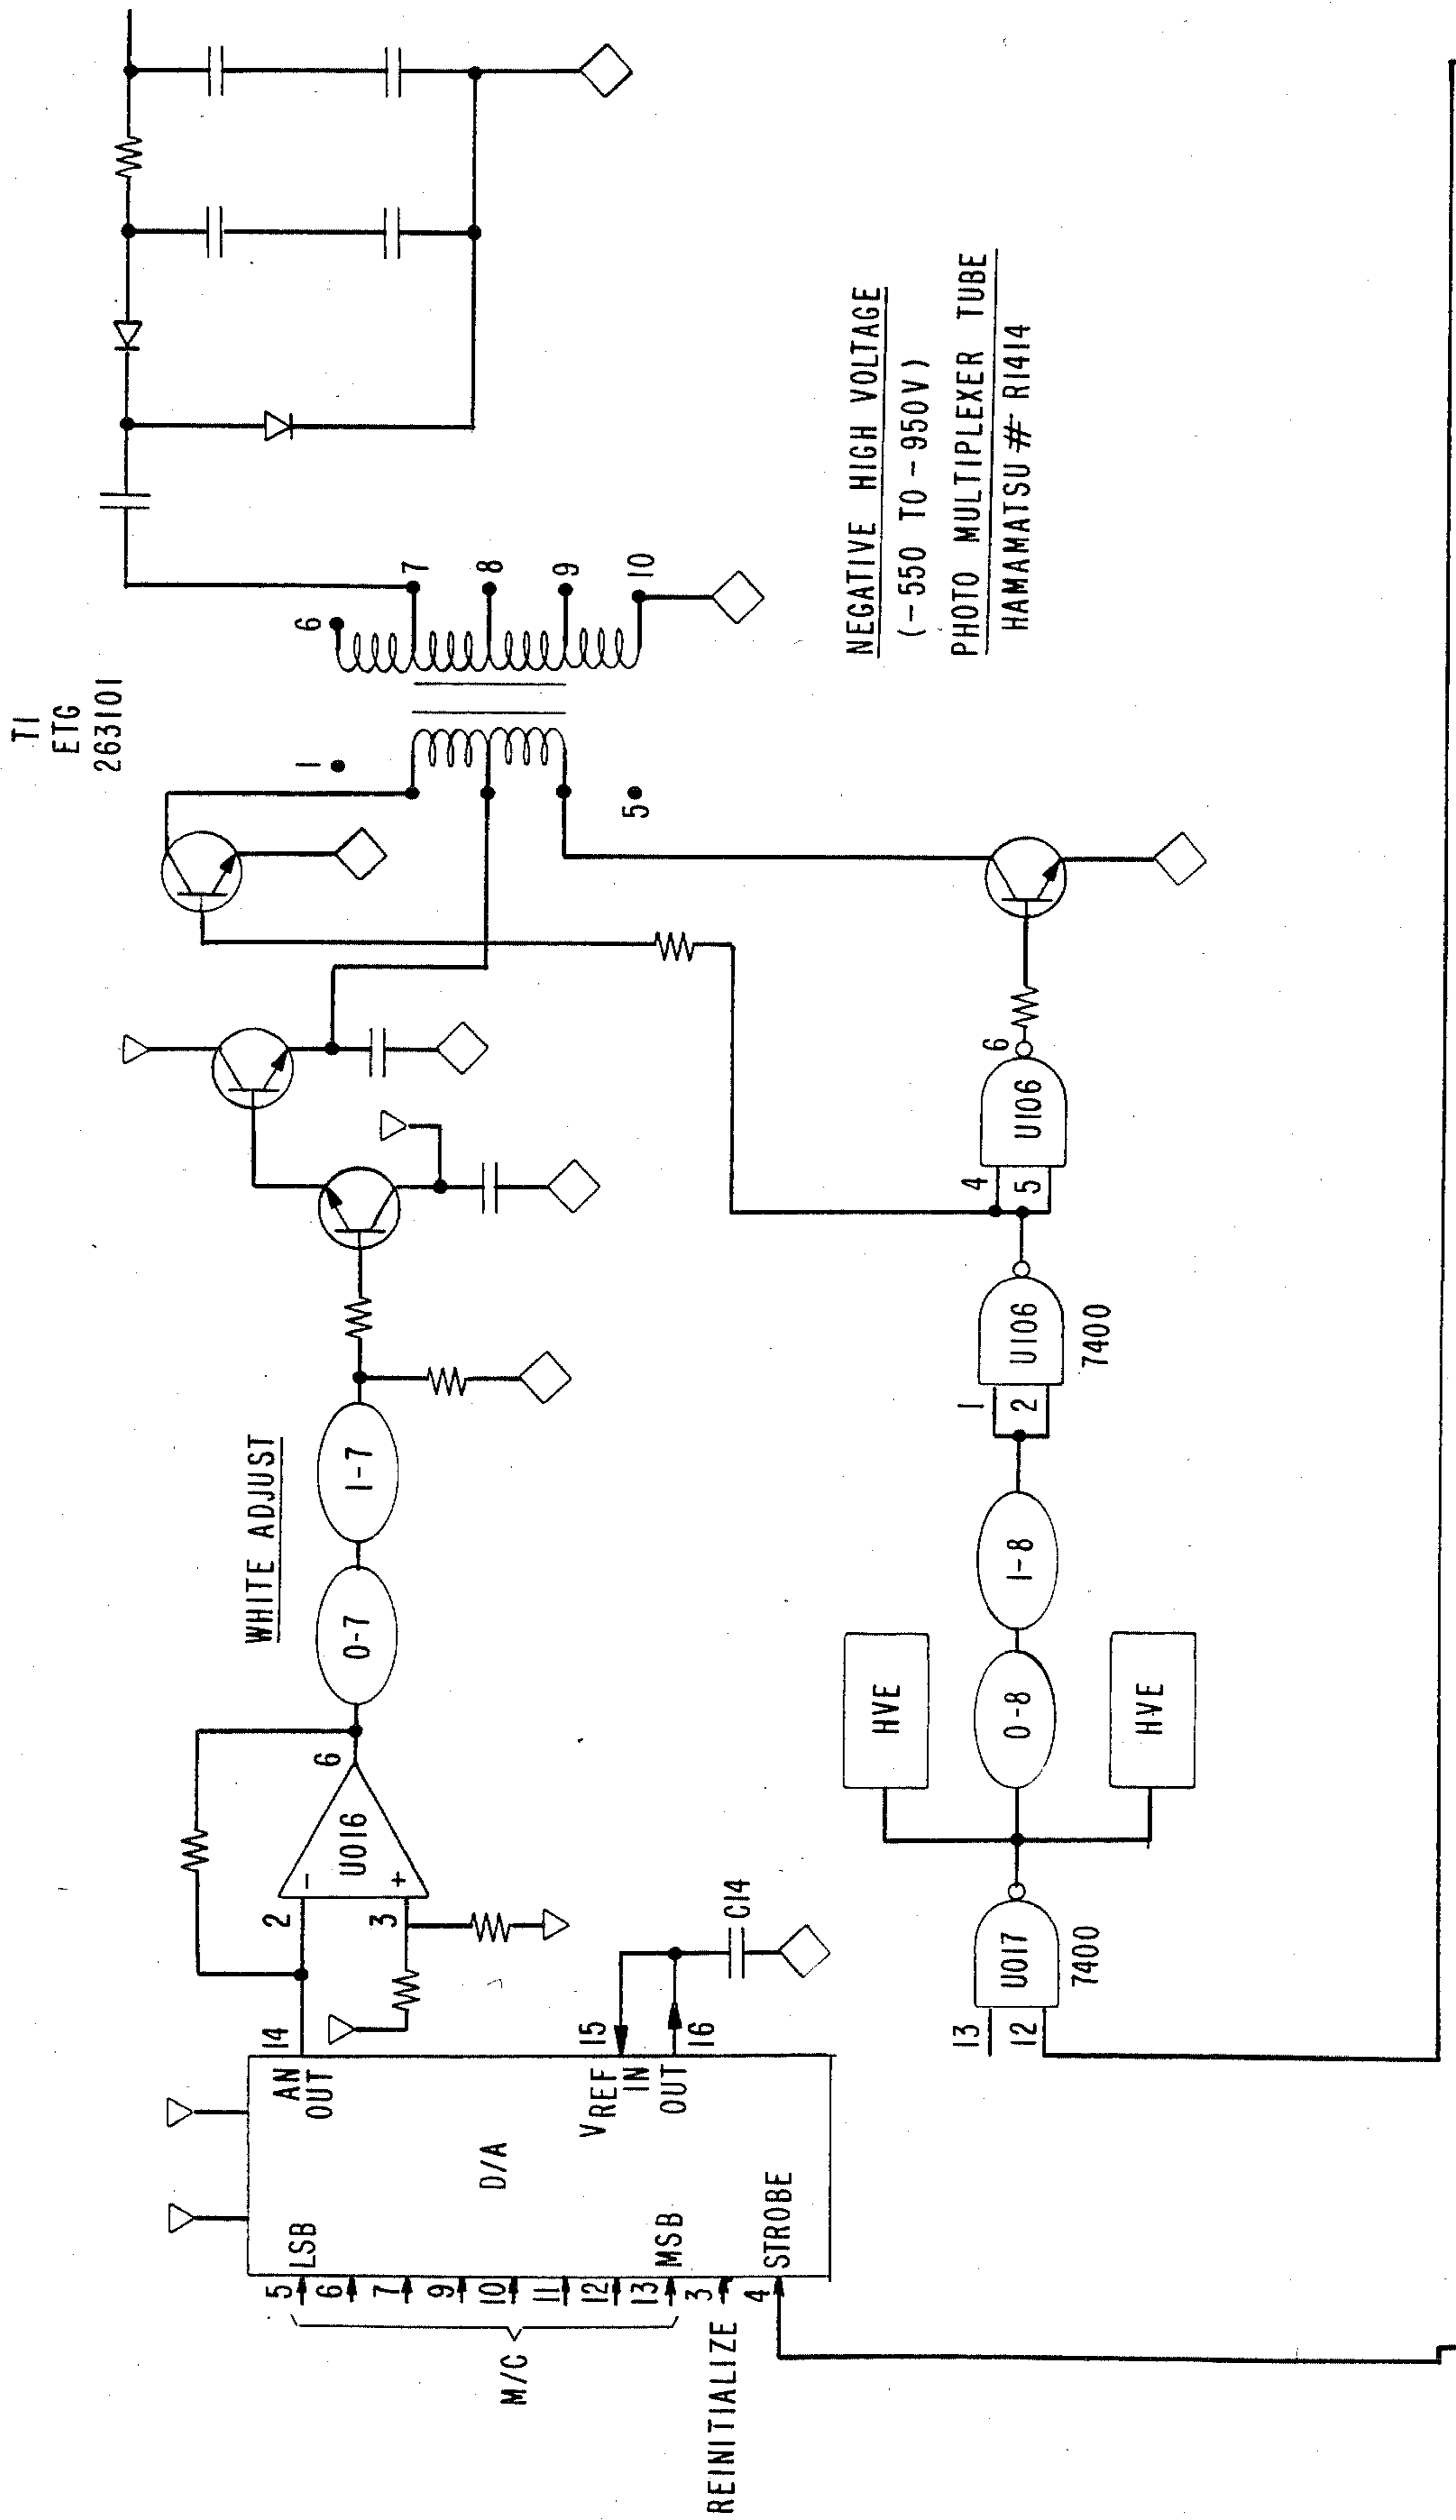 T1
ETG
263101
1
5
6
7
8
9
10
WHITE ADJUST
0-7
1-7
U016
2
3
6
-
+
14
AN
OUT
15
VREF
IN
OUT
16
C14
D/A
LSB
MSB
STROBE
5
6
7
9
10
11
12
13
3
4
M/C
REINITIALIZE
13
12
U017
7400
HVE
0-8
HVE
1-8
1
2
U106
7400
4
5
U106
6
NEGATIVE HIGH VOLTAGE
(-550 TO -950V)
PHOTO MULTIPLEXER TUBE
HAMAMATSU # R1414